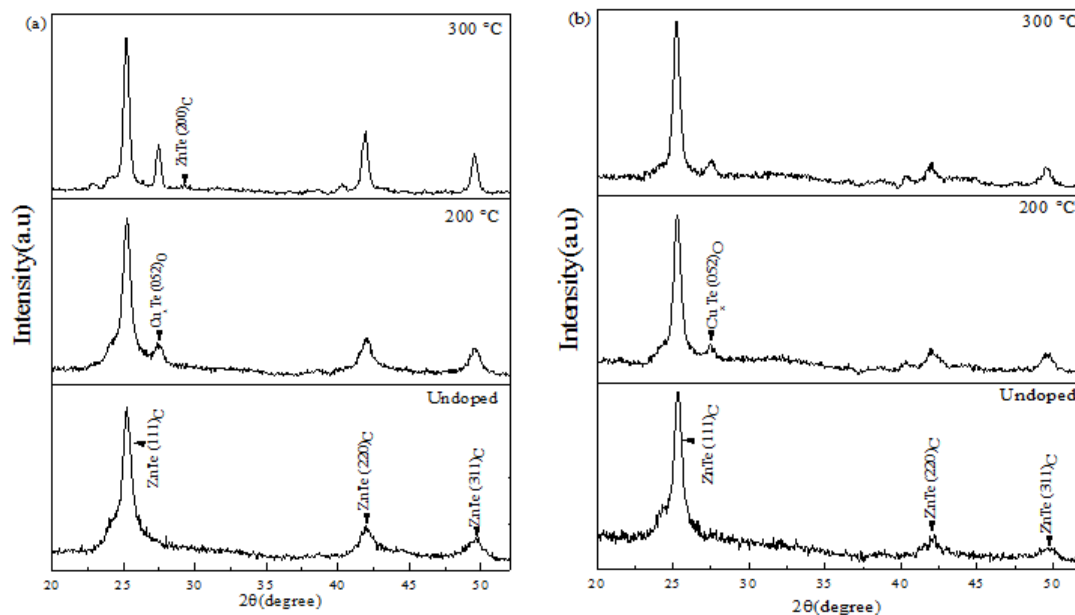 (a)
300 °C
ZnTe (200)C
200 °C
CuxTe (052)O
Undoped
ZnTe (111)C
ZnTe (220)C
ZnTe (311)C
Intensity(a.u)
20 25 30 35 40 45 50
2θ(degree)
(b)
300 °C
200 °C
CuxTe (052)O
Undoped
ZnTe (111)C
ZnTe (220)C
ZnTe (311)C
Intensity(a.u)
20 25 30 35 40 45 50
2θ(degree)